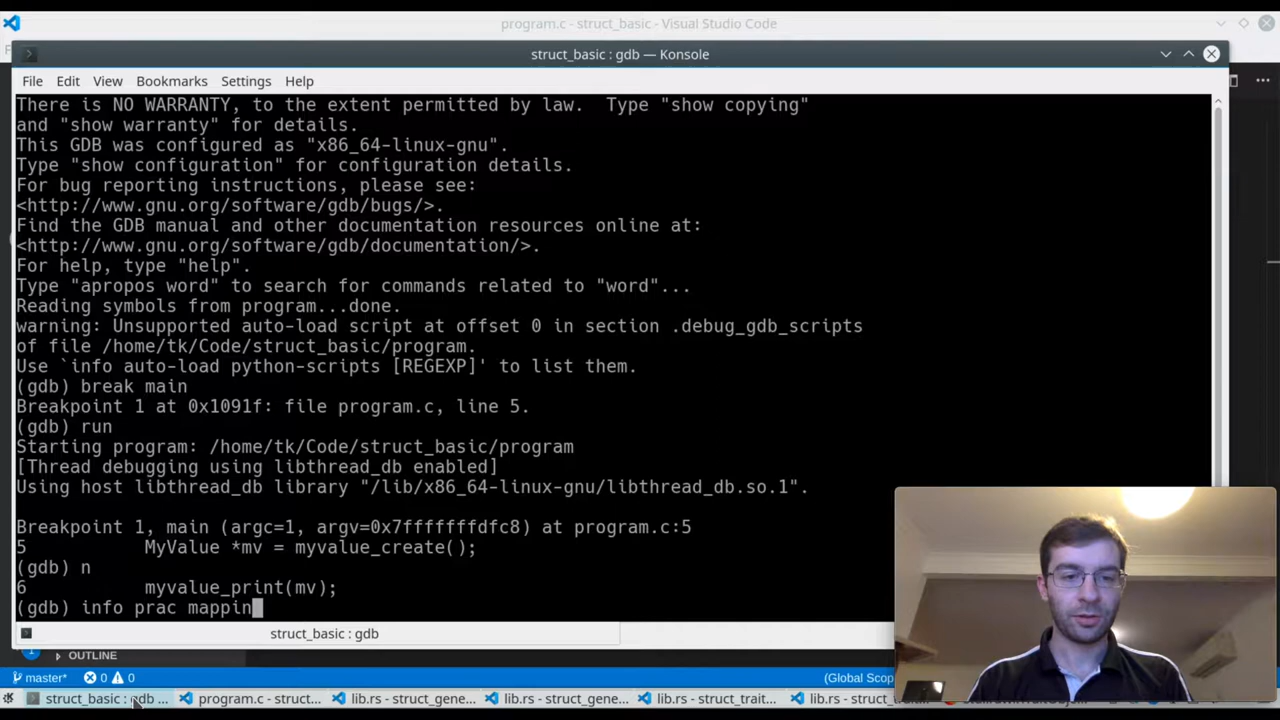 program.c - struct_basic - Visual Studio Code
struct_basic : gdb — Konsole
File Edit View Bookmarks Settings Help
There is NO WARRANTY, to the extent permitted by law.  Type "show copying"
and "show warranty" for details.
This GDB was configured as "x86_64-linux-gnu".
Type "show configuration" for configuration details.
For bug reporting instructions, please see:
<http://www.gnu.org/software/gdb/bugs/>.
Find the GDB manual and other documentation resources online at:
<http://www.gnu.org/software/gdb/documentation/>.
For help, type "help".
Type "apropos word" to search for commands related to "word"...
Reading symbols from program...done.
warning: Unsupported auto-load script at offset 0 in section .debug_gdb_scripts
of file /home/tk/Code/struct_basic/program.
Use `info auto-load python-scripts [REGEXP]' to list them.
(gdb) break main
Breakpoint 1 at 0x1091f: file program.c, line 5.
(gdb) run
Starting program: /home/tk/Code/struct_basic/program
[Thread debugging using libthread_db enabled]
Using host libthread_db library "/lib/x86_64-linux-gnu/libthread_db.so.1".
Breakpoint 1, main (argc=1, argv=0x7fffffffdfc8) at program.c:5
5           MyValue *mv = myvalue_create();
(gdb) n
6           myvalue_print(mv);
(gdb) info prac mappin
struct_basic : gdb
1 OUTLINE
master* 0 0 (Global Scop
struct_basic : gdb ... program.c - struct... lib.rs - struct_gene... lib.rs - struct_gene... lib.rs - struct_trait... lib.rs - struct_trai